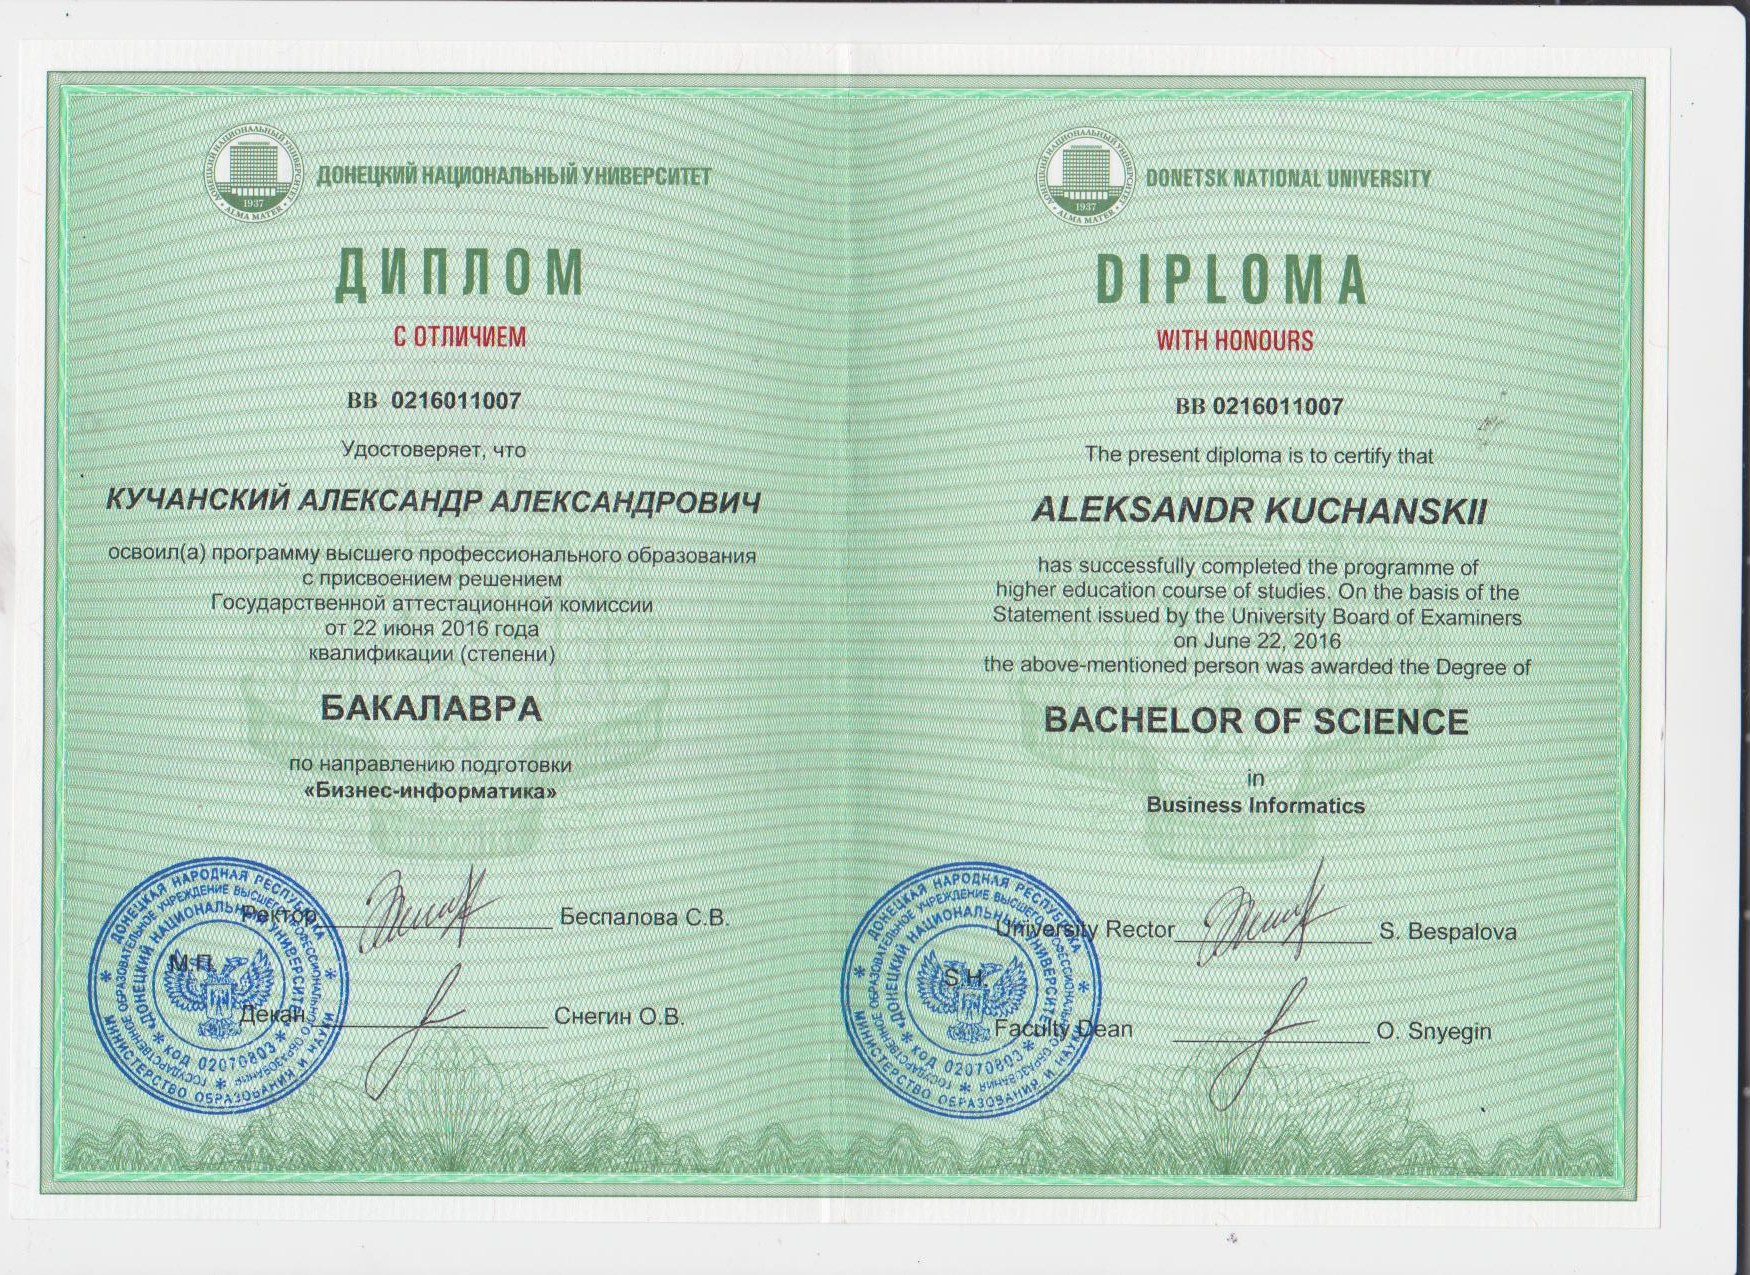 ДОНЕЦКИЙ НАЦИОНАЛЬНЫЙ УНИВЕРСИТЕТ
1937
ALMA MATER
ДИПЛОМ
С ОТЛИЧИЕМ
ВВ 0216011007
Удостоверяет, что
КУЧАНСКИЙ АЛЕКСАНДР АЛЕКСАНДРОВИЧ
освоил(а) программу высшего профессионального образования
с присвоением решением
Государственной аттестационной комиссии
от 22 июня 2016 года
квалификации (степени)
БАКАЛАВРА
по направлению подготовки
«Бизнес-информатика»
Ректор Беспалова С.В.
М.П.
Декан Снегин О.В.
ДОНЕЦКАЯ НАРОДНАЯ РЕСПУБЛИКА
МИНИСТЕРСТВО ОБРАЗОВАНИЯ И НАУКИ
ГОСУДАРСТВЕННОЕ ОБРАЗОВАТЕЛЬНОЕ УЧРЕЖДЕНИЕ ВЫСШЕГО ПРОФЕССИОНАЛЬНОГО ОБРАЗОВАНИЯ
«ДОНЕЦКИЙ НАЦИОНАЛЬНЫЙ УНИВЕРСИТЕТ»
КОД 02070803
DONETSK NATIONAL UNIVERSITY
1937
ALMA MATER
DIPLOMA
WITH HONOURS
ВВ 0216011007
The present diploma is to certify that
ALEKSANDR KUCHANSKII
has successfully completed the programme of
higher education course of studies. On the basis of the
Statement issued by the University Board of Examiners
on June 22, 2016
the above-mentioned person was awarded the Degree of
BACHELOR OF SCIENCE
in
Business Informatics
University Rector S. Bespalova
S.H.
Faculty Dean O. Snyegin
ДОНЕЦКАЯ НАРОДНАЯ РЕСПУБЛИКА
МИНИСТЕРСТВО ОБРАЗОВАНИЯ И НАУКИ
ГОСУДАРСТВЕННОЕ ОБРАЗОВАТЕЛЬНОЕ УЧРЕЖДЕНИЕ ВЫСШЕГО ПРОФЕССИОНАЛЬНОГО ОБРАЗОВАНИЯ
«ДОНЕЦКИЙ НАЦИОНАЛЬНЫЙ УНИВЕРСИТЕТ»
КОД 02070803